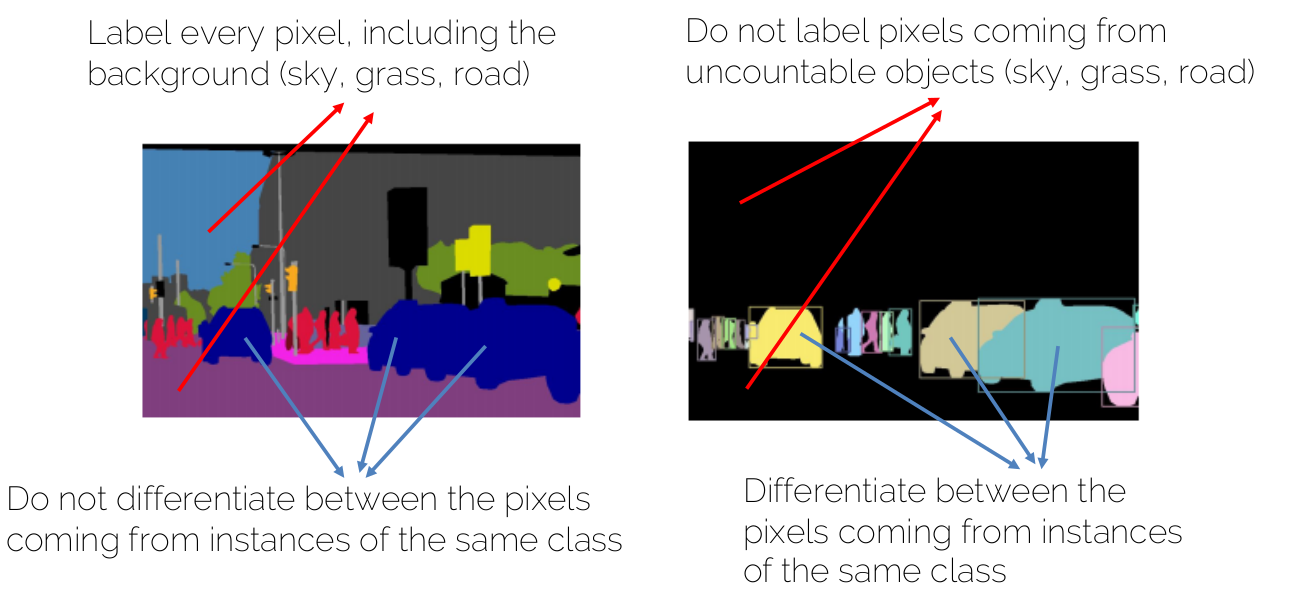 Label every pixel, including the
background (sky, grass, road)
Do not label pixels coming from
uncountable objects (sky, grass, road)
Do not differentiate between the pixels
coming from instances of the same class
Differentiate between the
pixels coming from instances
of the same class